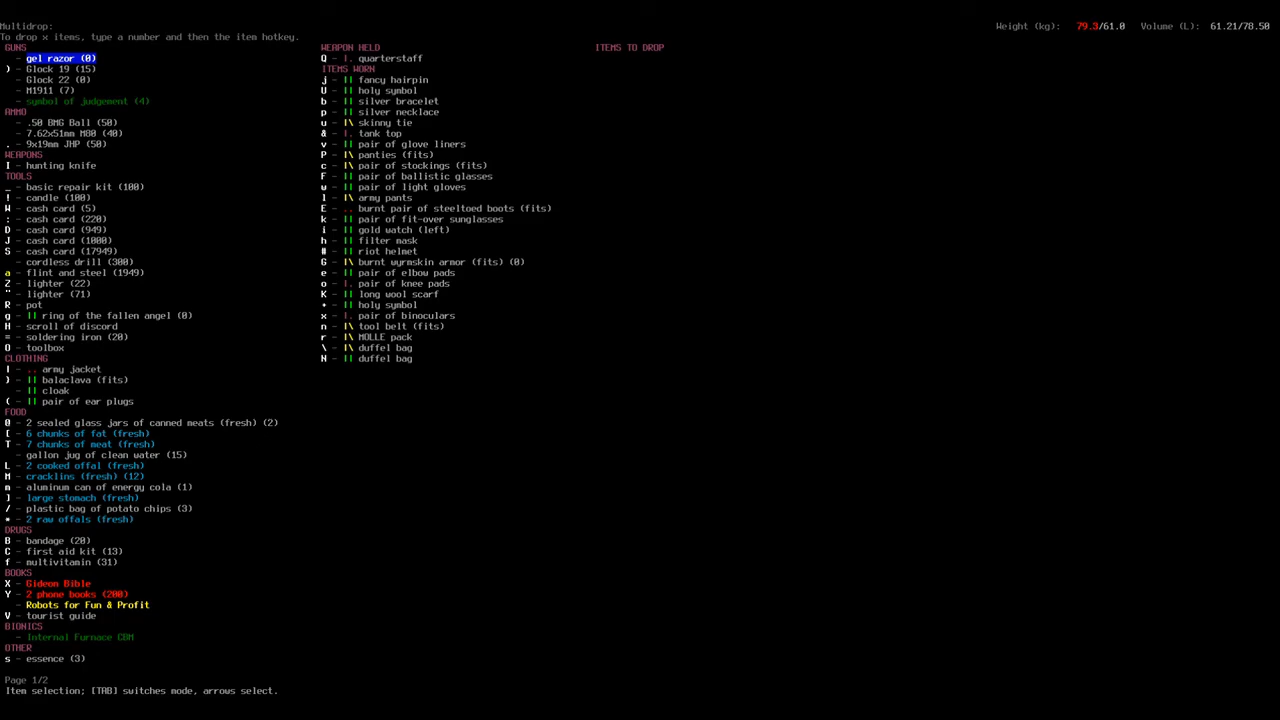 Multidrop:
Weight (kg): 79.3/61.0 Volume (L): 61.21/78.50
To drop x items, type a number and then the item hotkey.
GUNS
- gel razor (0)
) - Glock 19 (15)
- Glock 22 (0)
- M1911 (7)
- symbol of judgement (4)
AMMO
- .50 BMG Ball (50)
- 7.62x51mm M80 (40)
. - 9x19mm JHP (50)
WEAPONS
I - hunting knife
TOOLS
_ - basic repair kit (100)
! - candle (100)
W - cash card (5)
: - cash card (220)
D - cash card (949)
J - cash card (1000)
S - cash card (17949)
- cordless drill (300)
a - flint and steel (1949)
Z - lighter (22)
" - lighter (71)
R - pot
g - || ring of the fallen angel (0)
H - scroll of discord
= - soldering iron (20)
O - toolbox
CLOTHING
| - .. army jacket
) - || balaclava (fits)
- || cloak
( - || pair of ear plugs
FOOD
0 - 2 sealed glass jars of canned meats (fresh) (2)
[ - 6 chunks of fat (fresh)
T - 7 chunks of meat (fresh)
- gallon jug of clean water (15)
L - 2 cooked offal (fresh)
M - cracklins (fresh) (12)
m - aluminum can of energy cola (1)
] - large stomach (fresh)
/ - plastic bag of potato chips (3)
* - 2 raw offals (fresh)
DRUGS
B - bandage (20)
C - first aid kit (13)
f - multivitamin (31)
BOOKS
X - Gideon Bible
Y - 2 phone books (200)
- Robots for Fun & Profit
V - tourist guide
BIONICS
- Internal Furnace CBM
OTHER
s - essence (3)
WEAPON HELD
Q - |. quarterstaff
ITEMS WORN
j - || fancy hairpin
U - || holy symbol
b - || silver bracelet
p - || silver necklace
u - |\ skinny tie
& - |. tank top
v - || pair of glove liners
P - |\ panties (fits)
c - |\ pair of stockings (fits)
F - || pair of ballistic glasses
w - || pair of light gloves
l - |\ army pants
E - .. burnt pair of steeltoed boots (fits)
k - || pair of fit-over sunglasses
i - || gold watch (left)
h - || filter mask
# - || riot helmet
G - |\ burnt wyrmskin armor (fits) (0)
e - || pair of elbow pads
o - |. pair of knee pads
K - || long wool scarf
+ - || holy symbol
x - |. pair of binoculars
n - |\ tool belt (fits)
r - |\ MOLLE pack
\ - |\ duffel bag
N - || duffel bag
ITEMS TO DROP
Page 1/2
Item selection; [TAB] switches mode, arrows select.